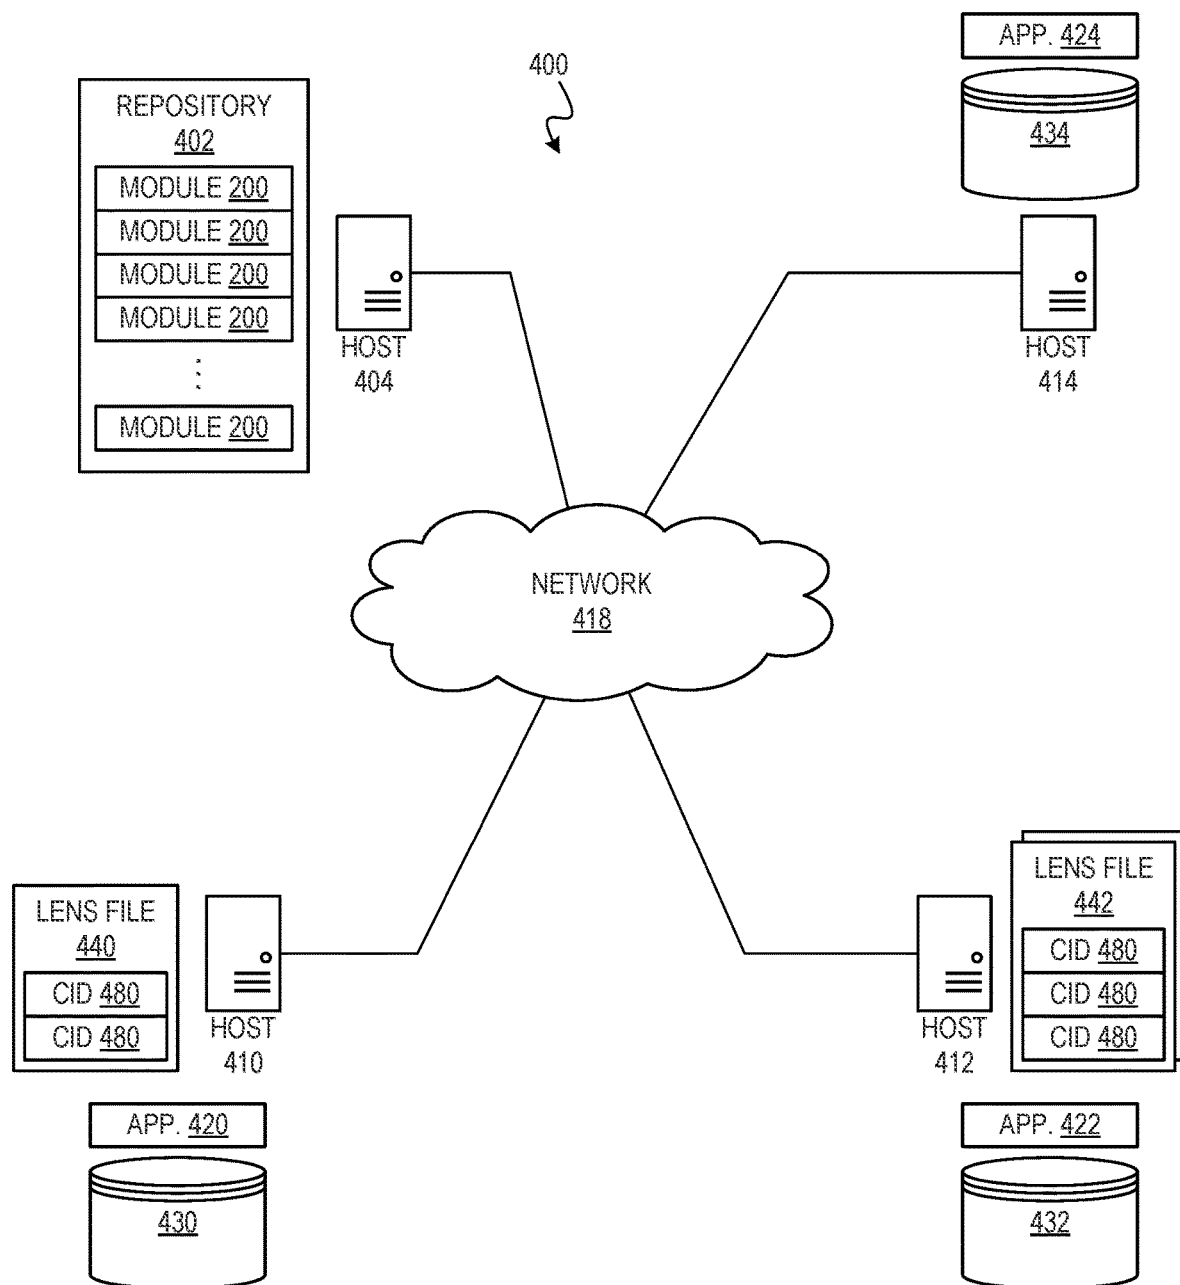 APP. 424
434
400
REPOSITORY
402
MODULE 200
MODULE 200
MODULE 200
MODULE 200
MODULE 200
HOST
404
HOST
414
NETWORK
418
LENS FILE
440
CID 480
CID 480
HOST
410
HOST
412
LENS FILE
442
CID 480
CID 480
CID 480
APP. 420
430
APP. 422
432